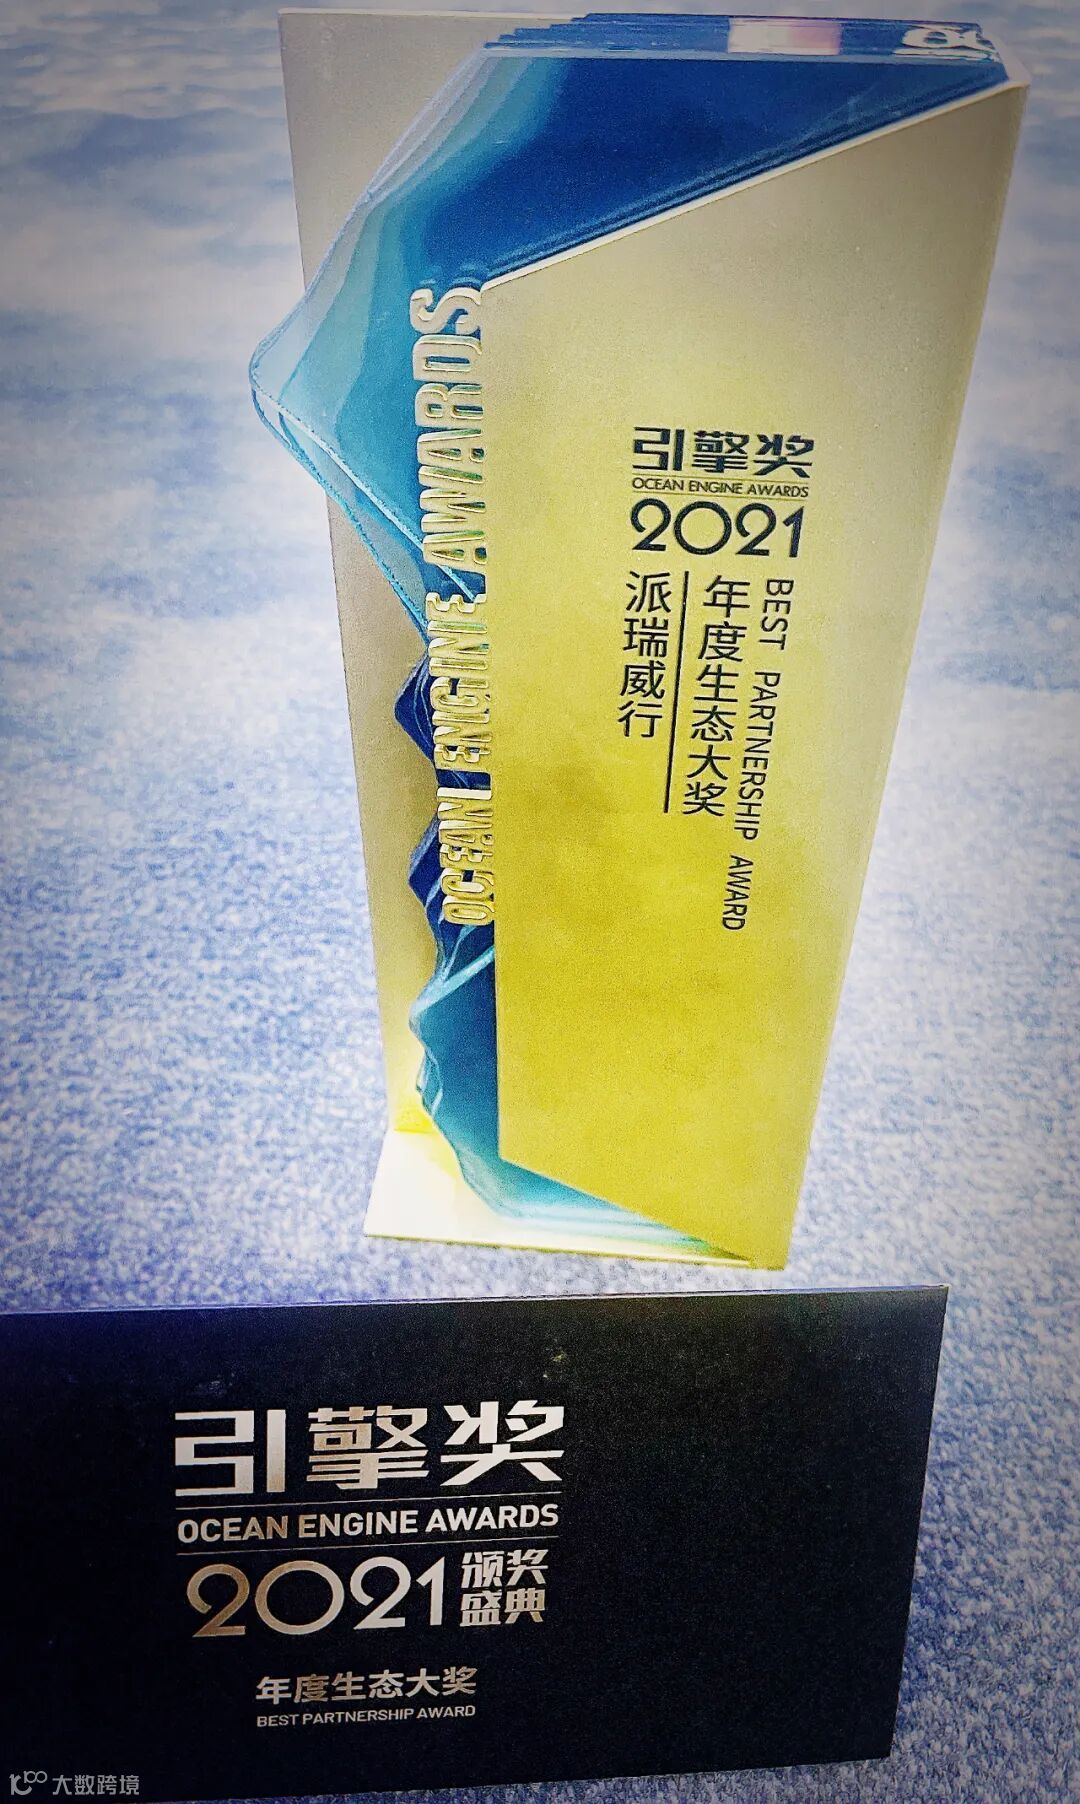 OCEAN ENGINE AWARDS
引擎奖
OCEAN ENGINE AWARDS
2021
BEST PARTNERSHIP AWARD
年度生态大奖
派瑞威行
引擎奖
OCEAN ENGINE AWARDS
2021 颁奖盛典
年度生态大奖
BEST PARTNERSHIP AWARD
大数跨境